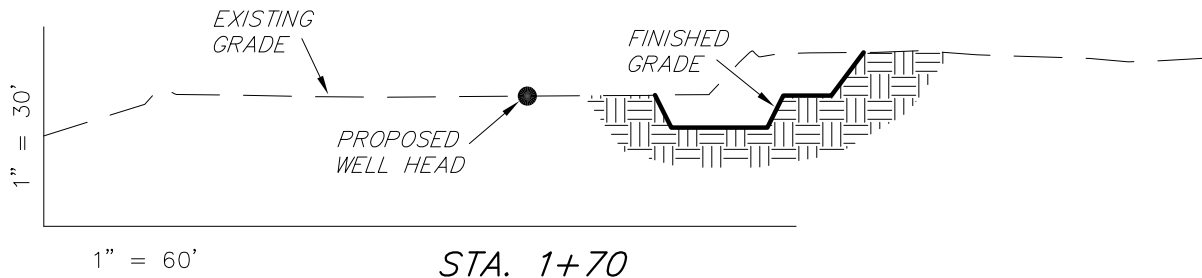 EXISTING
GRADE
FINISHED
GRADE
PROPOSED
WELL HEAD
1" = 30'
1" = 60'
STA. 1+70